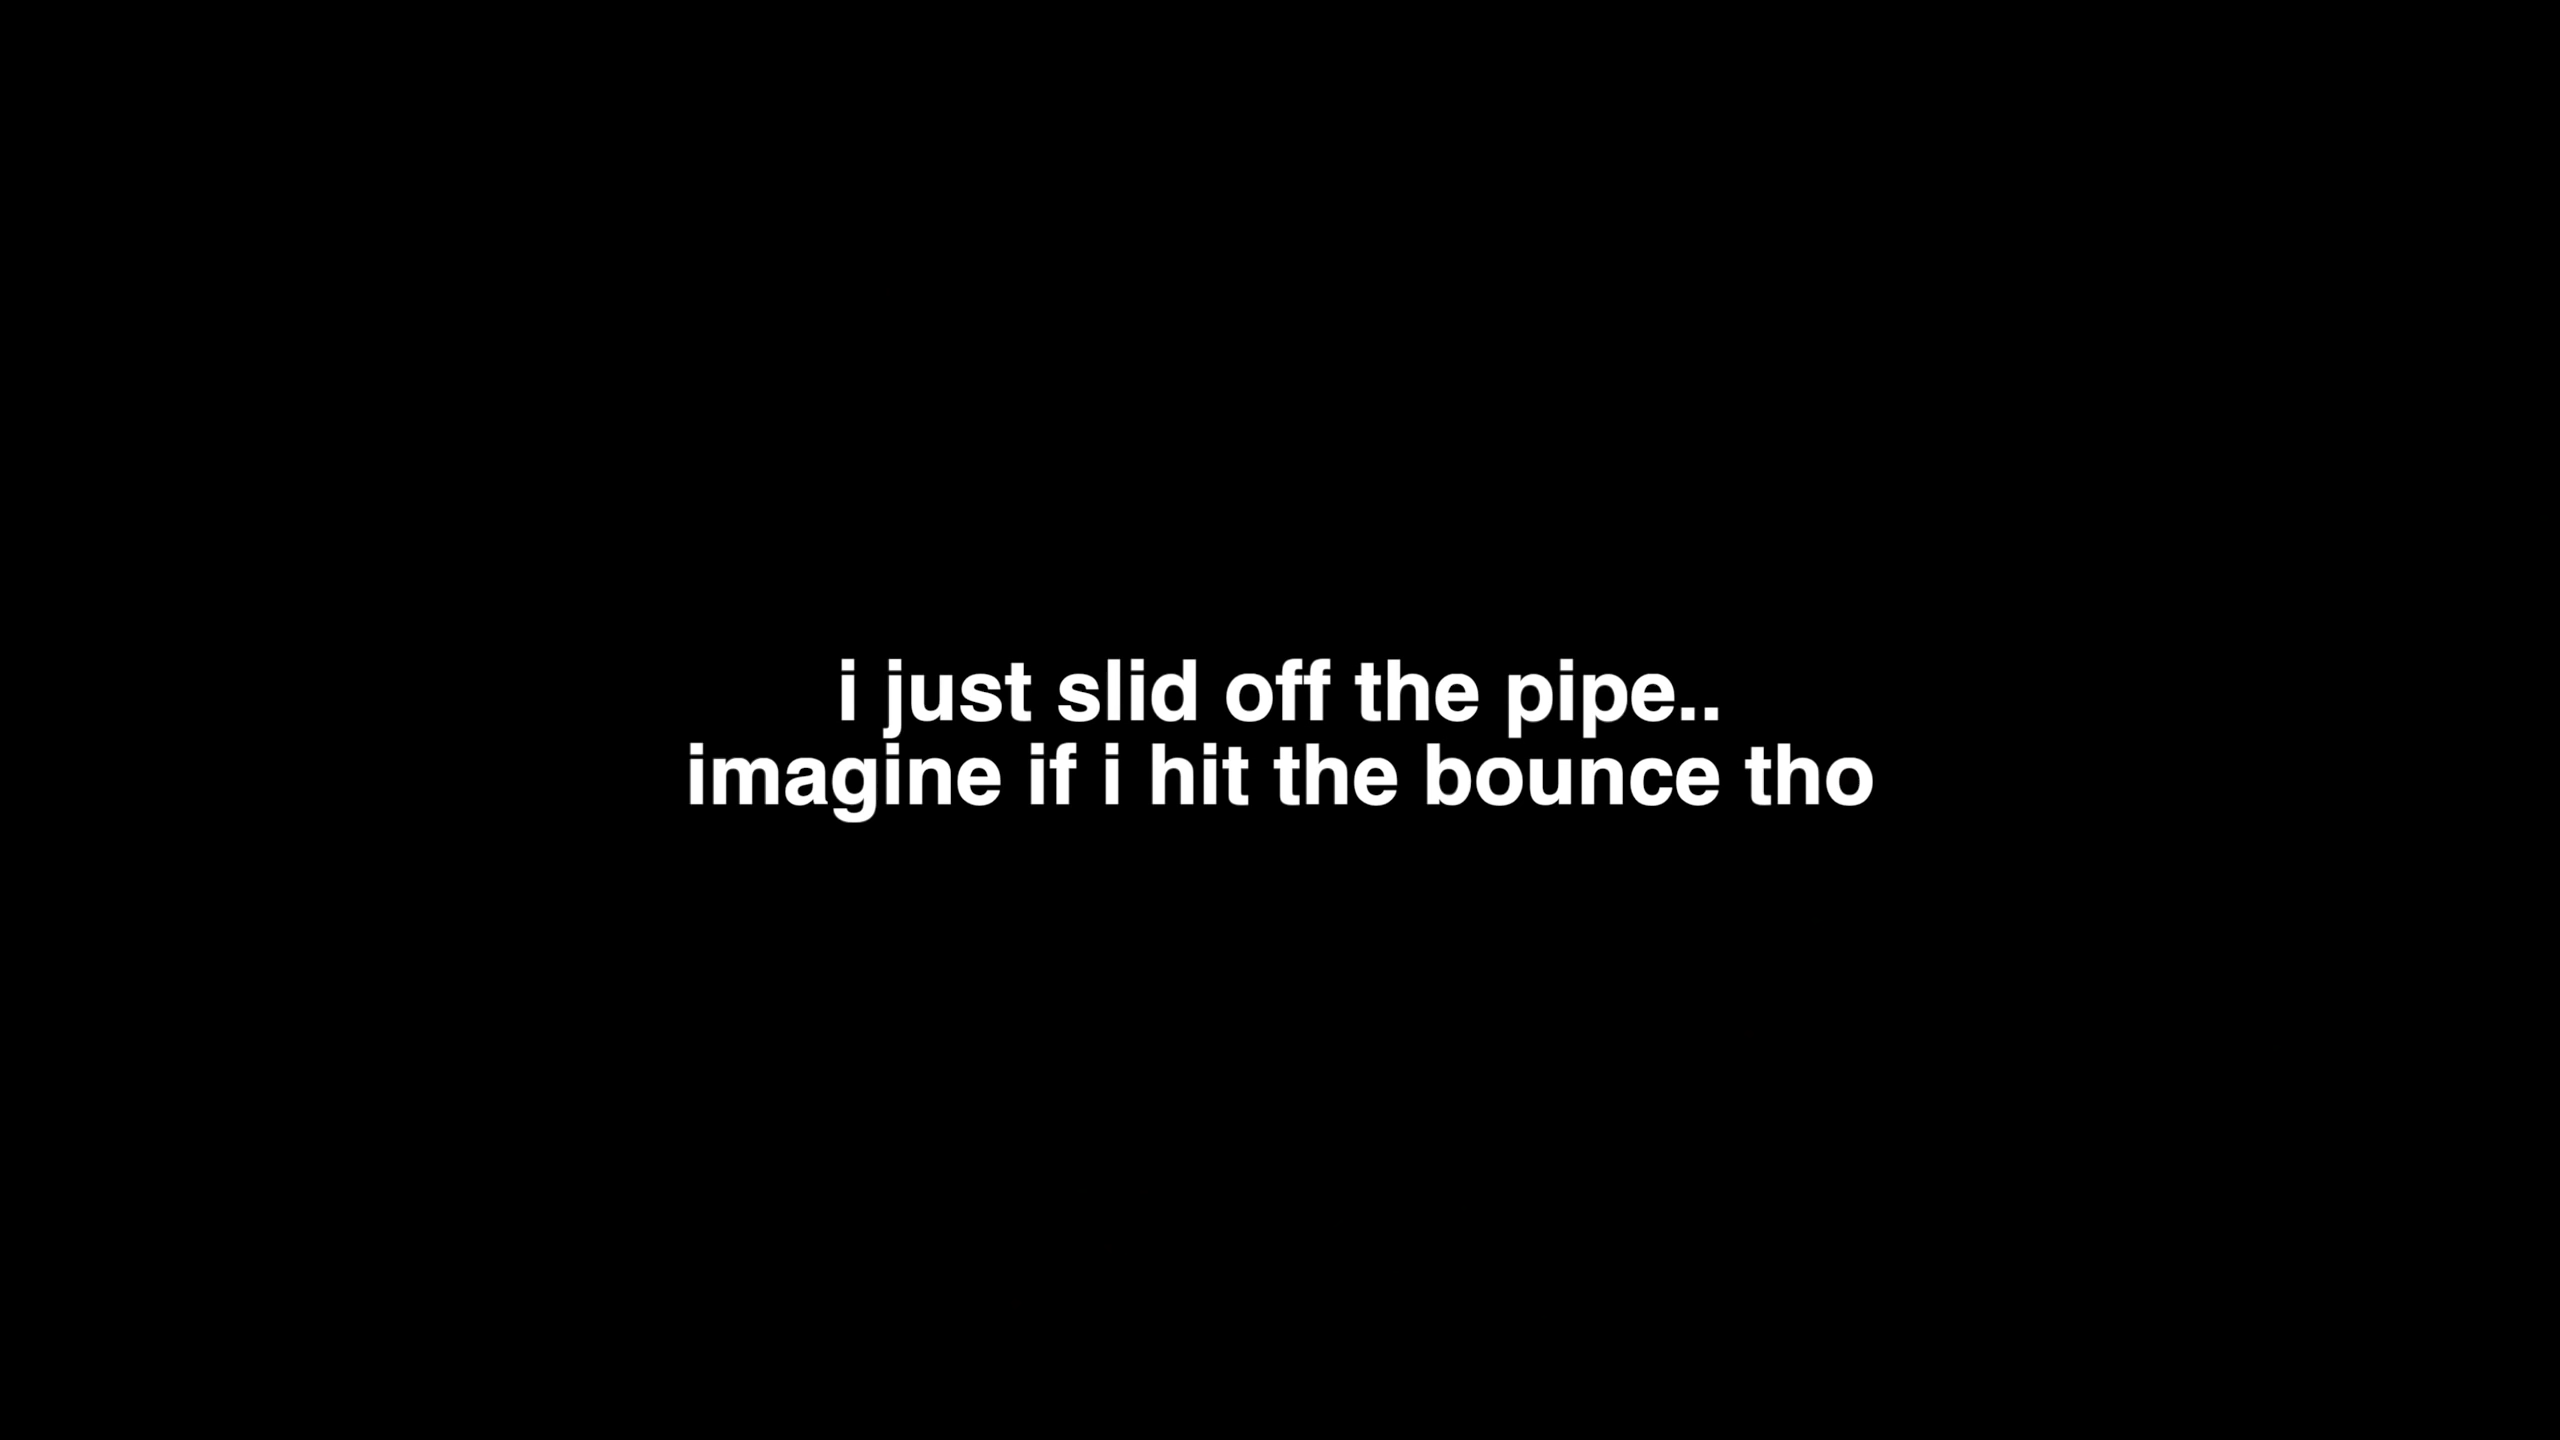 i just slid off the pipe..
imagine if i hit the bounce tho